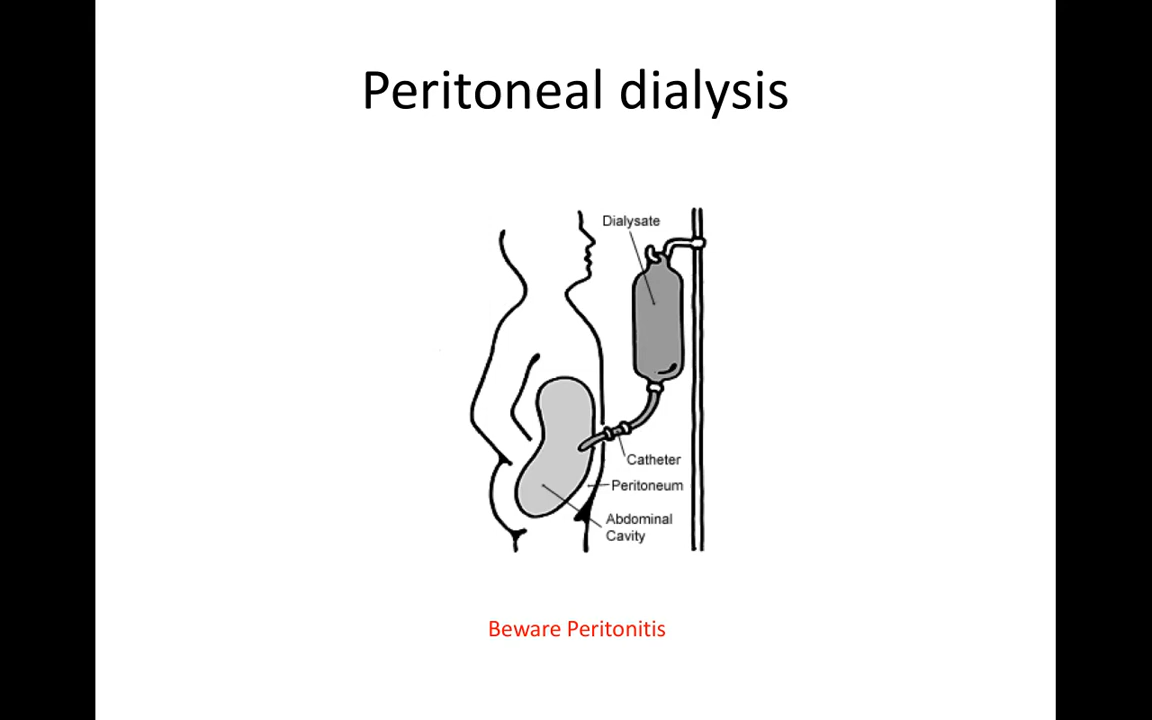 Peritoneal dialysis
Dialysate
Catheter
Peritoneum
Abdominal
Cavity
Beware Peritonitis